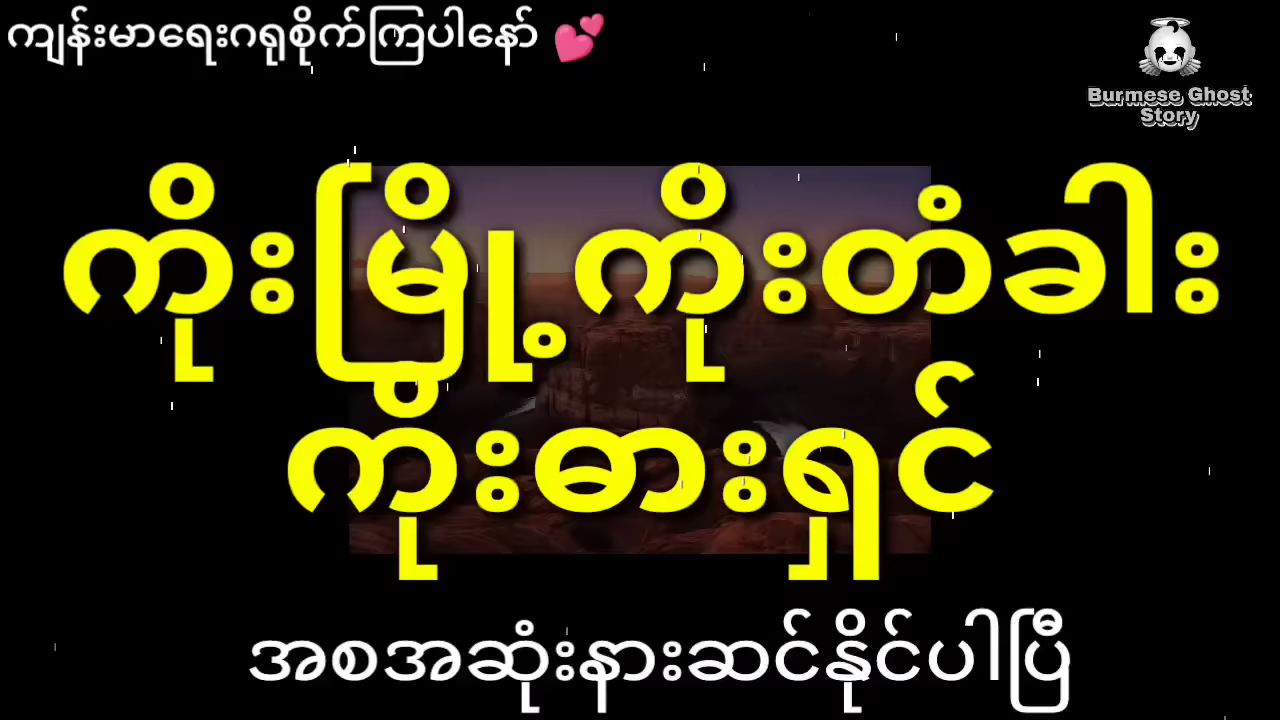 ကျန်းမာရေးဂရုစိုက်ကြပါနော် 💕
Burmese Ghost
Story
ကိုးမြို့ကိုးတံခါး
ကိုးဓားရှင်
အစအဆုံးနားဆင်နိုင်ပါပြီ